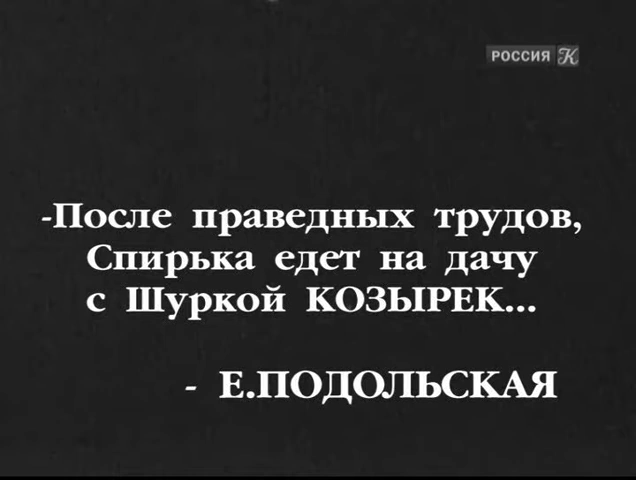 РОССИЯ К
-После праведных трудов,
Спирька едет на дачу
с Шуркой КОЗЫРЕК...
- Е.ПОДОЛЬСКАЯ